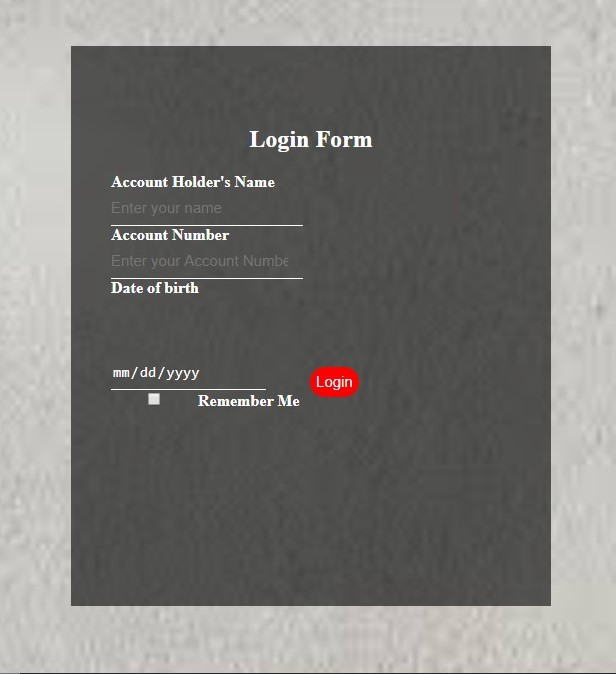 Login Form
Account Holder's Name
Enter your name
Account Number
Enter your Account Numbe
Date of birth
mm/dd/yyyy
Login
Remember Me